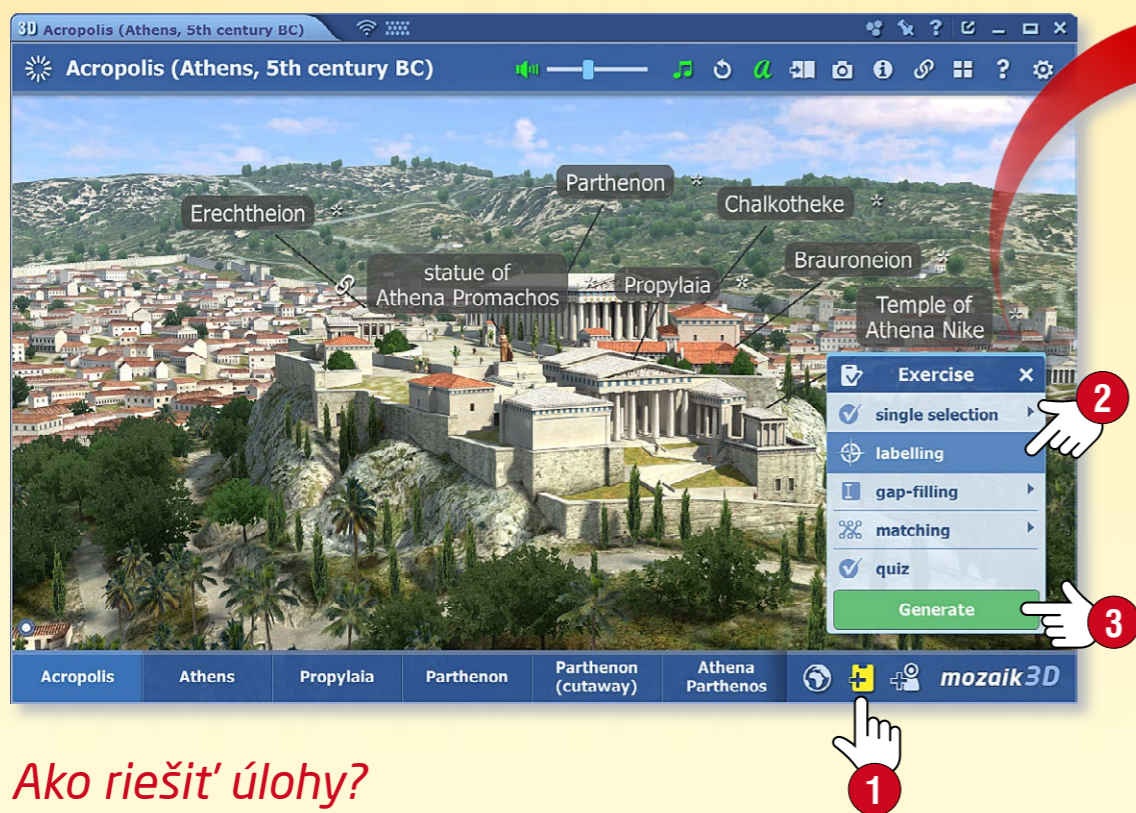 3D Acropolis (Athens, 5th century BC)
Acropolis (Athens, 5th century BC)
Parthenon
Erechtheion
Chalkotheke
Brauroneion
statue of
Athena Promachos
Propylaia
Temple of
Athena Nike
Exercise
single selection
labelling
gap-filling
matching
quiz
Generate
2
3
Acropolis
Athens
Propylaia
Parthenon
Parthenon
(cutaway)
Athena
Parthenos
mozaik3D
1
Ako riešiť úlohy?